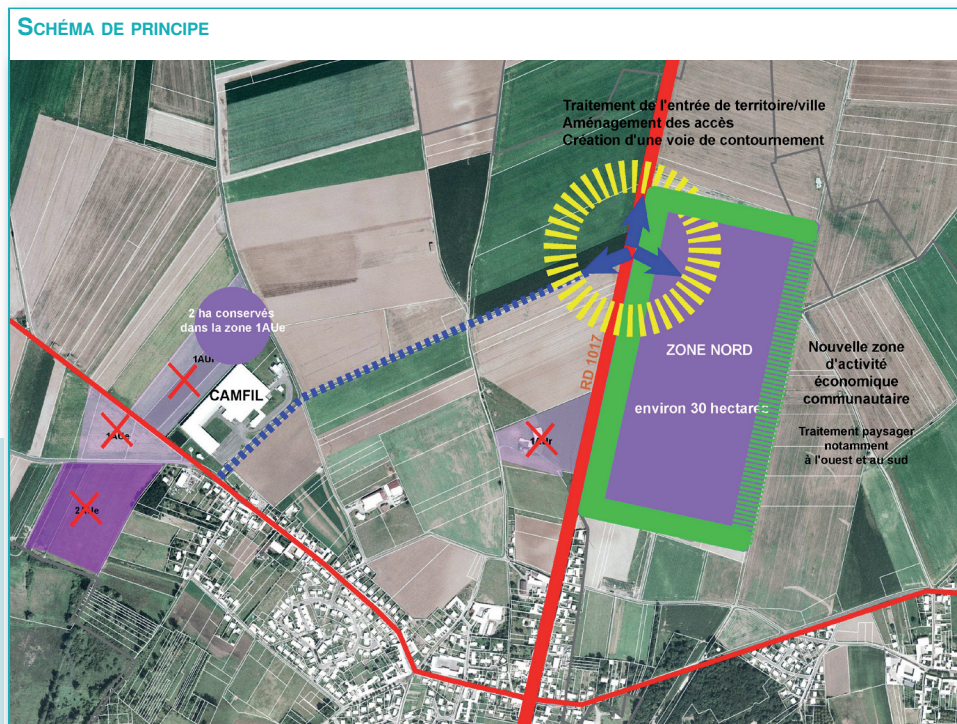 SCHÉMA DE PRINCIPE
Traitement de l'entrée de territoire/ville
Aménagement des accès
Création d'une voie de contournement
2 ha conservés
dans la zone 1AUe
CAMFIL
1AUe
RD 1017
ZONE NORD
environ 30 hectares
Nouvelle zone
d'activité
économique
communautaire
Traitement paysager
notamment
à l'ouest et au sud